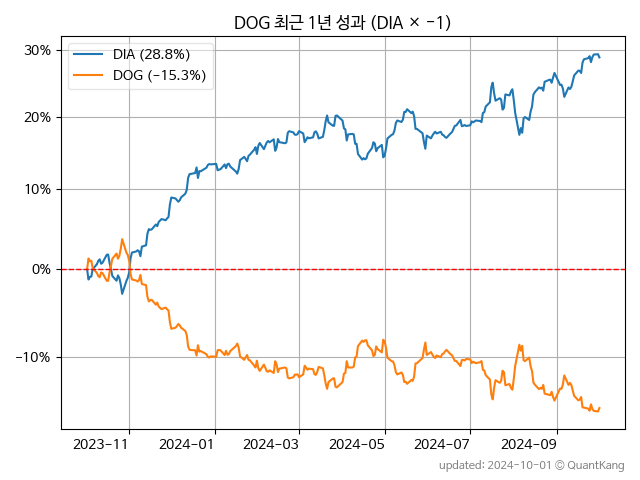 DOG 최근 1년 성과 (DIA × −1)
DIA (28.8%)
DOG (−15.3%)
30%
20%
10%
0%
−10%
2023-11
2024-01
2024-03
2024-05
2024-07
2024-09
updated: 2024-10-01 © QuantKang